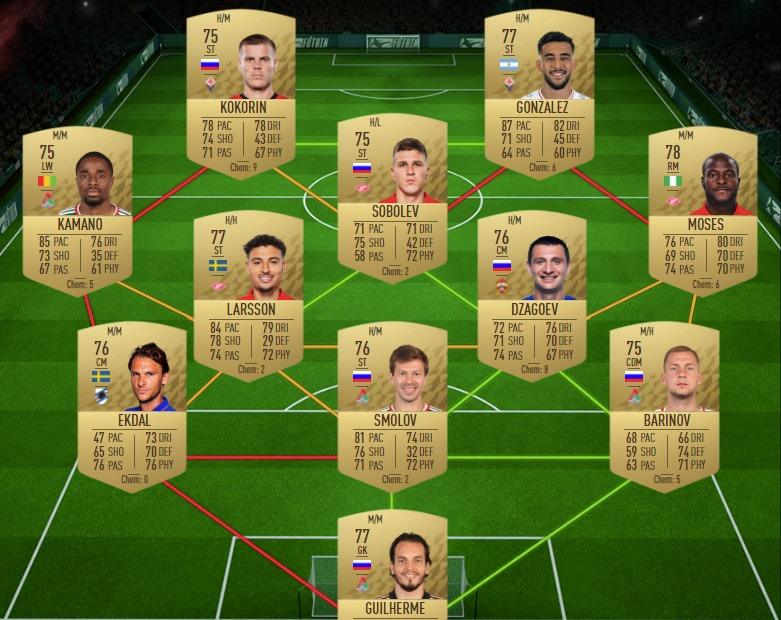 H/M
75
ST
KOKORIN
78 PAC 78 DRI
74 SHO 43 DEF
71 PAS 67 PHY
Chem: 9
H/M
77
ST
GONZALEZ
87 PAC 82 DRI
71 SHO 45 DEF
64 PAS 60 PHY
Chem: 6
M/M
75
LW
KAMANO
85 PAC 76 DRI
73 SHO 35 DEF
67 PAS 61 PHY
Chem: 5
H/L
75
ST
SOBOLEV
71 PAC 71 DRI
75 SHO 42 DEF
58 PAS 72 PHY
Chem: 2
M/M
78
RM
MOSES
76 PAC 80 DRI
69 SHO 70 DEF
74 PAS 70 PHY
Chem: 6
H/H
77
ST
LARSSON
84 PAC 79 DRI
78 SHO 29 DEF
74 PAS 72 PHY
Chem: 2
H/M
76
CM
DZAGOEV
72 PAC 76 DRI
71 SHO 70 DEF
74 PAS 67 PHY
Chem: 8
M/M
76
CM
EKDAL
47 PAC 73 DRI
65 SHO 70 DEF
76 PAS 76 PHY
Chem: 0
H/M
76
ST
SMOLOV
81 PAC 74 DRI
76 SHO 32 DEF
71 PAS 72 PHY
Chem: 2
M/H
75
CDM
BARINOV
68 PAC 66 DRI
59 SHO 74 DEF
63 PAS 71 PHY
Chem: 5
M/M
77
GK
GUILHERME